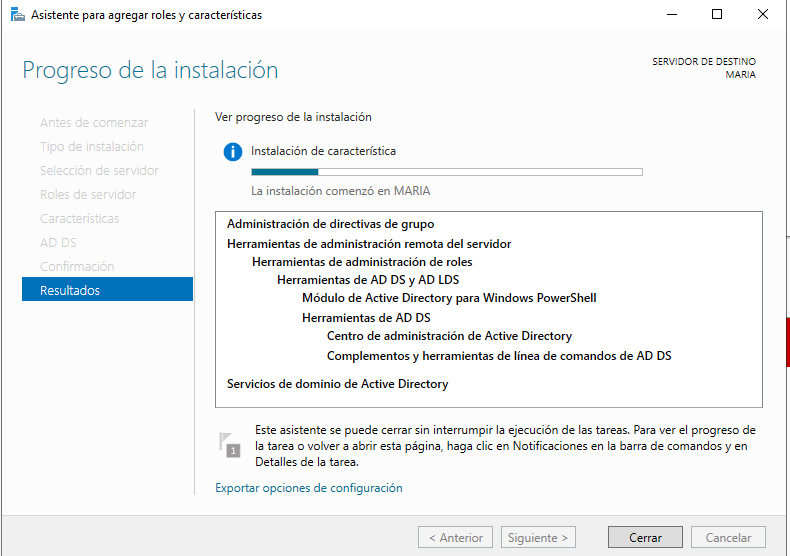 Asistente para agregar roles y características
Progreso de la instalación
SERVIDOR DE DESTINO
MARIA
Antes de comenzar
Tipo de instalación
Selección de servidor
Roles de servidor
Características
AD DS
Confirmación
Resultados
Ver progreso de la instalación
Instalación de característica
La instalación comenzó en MARIA
Administración de directivas de grupo
Herramientas de administración remota del servidor
Herramientas de administración de roles
Herramientas de AD DS y AD LDS
Módulo de Active Directory para Windows PowerShell
Herramientas de AD DS
Centro de administración de Active Directory
Complementos y herramientas de línea de comandos de AD DS
Servicios de dominio de Active Directory
1
Este asistente se puede cerrar sin interrumpir la ejecución de las tareas. Para ver el progreso de
la tarea o volver a abrir esta página, haga clic en Notificaciones en la barra de comandos y en
Detalles de la tarea.
Exportar opciones de configuración
< Anterior
Siguiente >
Cerrar
Cancelar